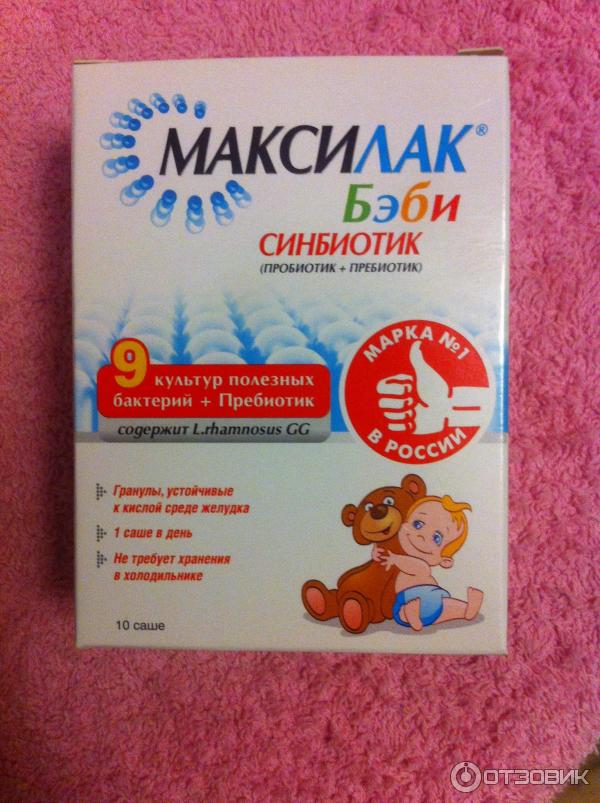 МАКСИЛАК®
Бэби
СИНБИОТИК
(ПРОБИОТИК + ПРЕБИОТИК)
МАРКА №1
В РОССИИ
9 культур полезных
бактерий + Пребиотик
содержит L.rhamnosus GG
Гранулы, устойчивые
к кислой среде желудка
1 саше в день
Не требует хранения
в холодильнике
10 саше
ОТЗОВИК